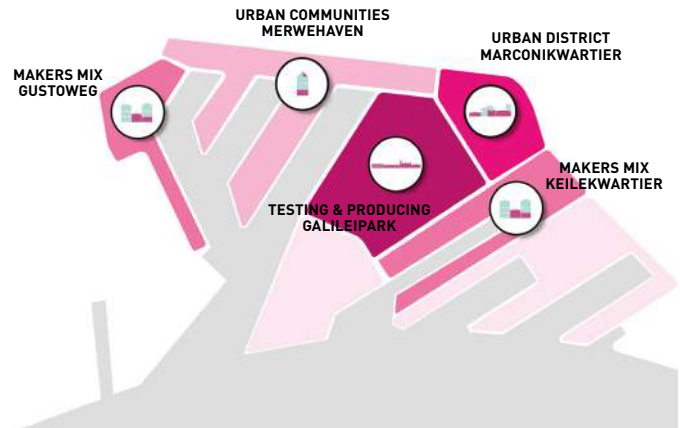 URBAN COMMUNITIES
MERWEHAVEN
URBAN DISTRICT
MARCONIKWARTIER
MAKERS MIX
GUSTOWEG
MAKERS MIX
KEILEKWARTIER
TESTING & PRODUCING
GALILEIPARK